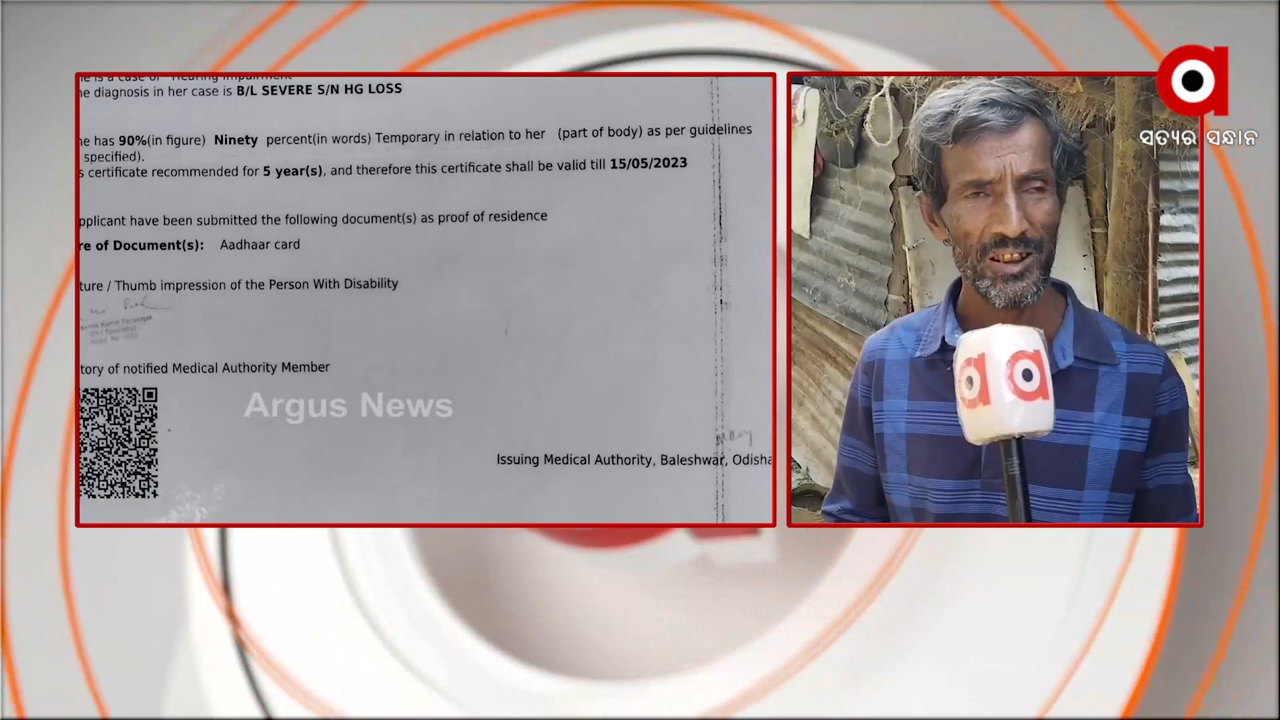 he is a case of Hearing Impairment
he diagnosis in her case is B/L SEVERE S/N HG LOSS
he has 90%(in figure) Ninety percent(in words) Temporary in relation to her (part of body) as per guidelines
specified).
s certificate recommended for 5 year(s), and therefore this certificate shall be valid till 15/05/2023
pplicant have been submitted the following document(s) as proof of residence
re of Document(s): Aadhaar card
ture / Thumb impression of the Person With Disability
tory of notified Medical Authority Member
Argus News
Issuing Medical Authority, Baleshwar, Odisha
ସତ୍ୟର ସନ୍ଧାନ